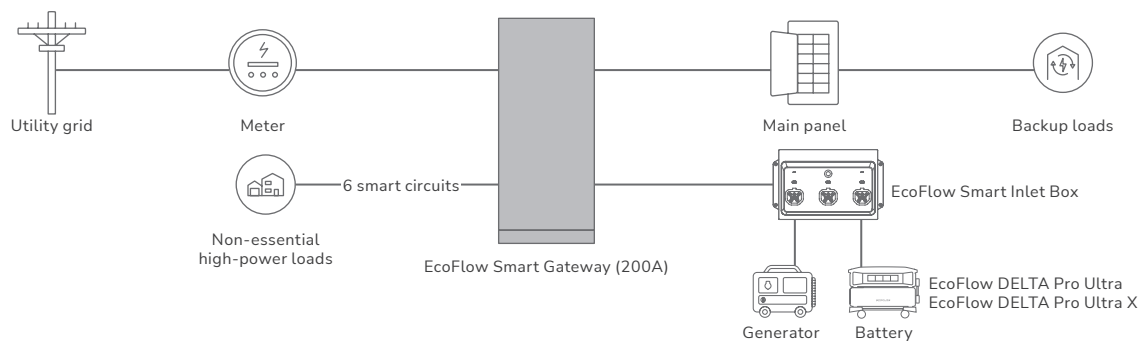 Utility grid
Meter
Main panel
Backup loads
6 smart circuits
EcoFlow Smart Inlet Box
Non-essential
high-power loads
EcoFlow Smart Gateway (200A)
EcoFlow DELTA Pro Ultra
EcoFlow DELTA Pro Ultra X
Generator
Battery